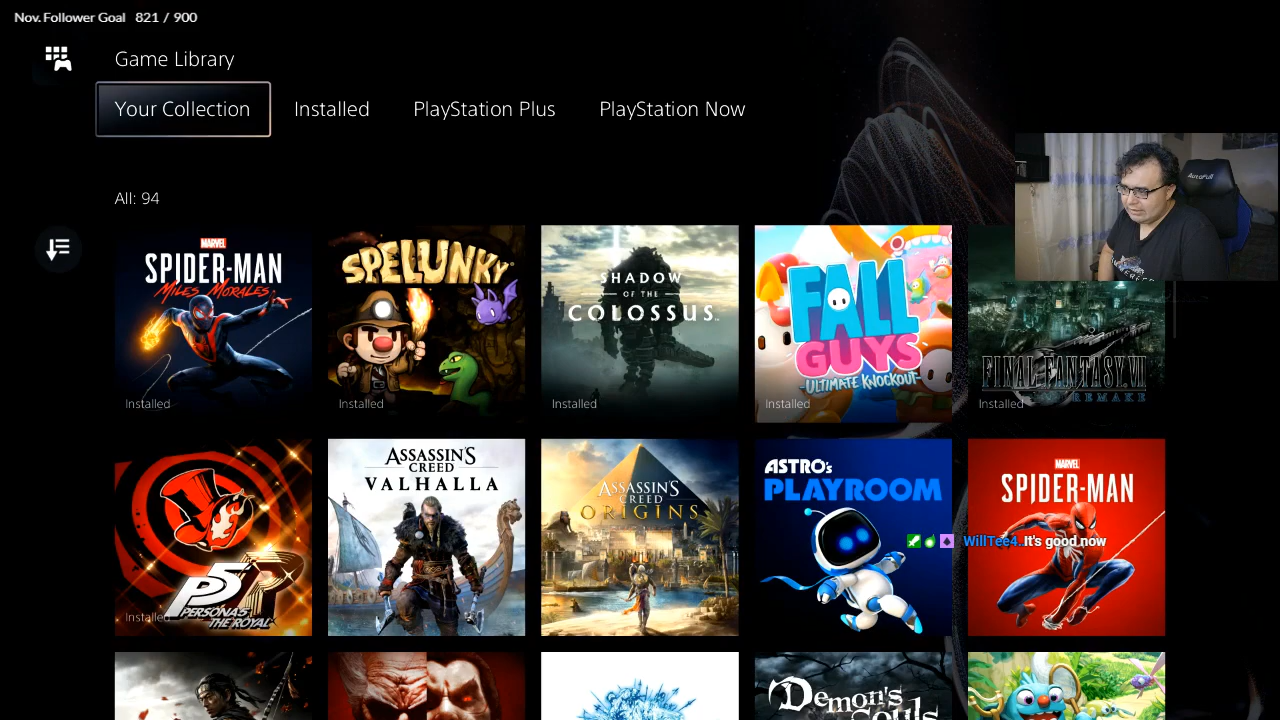 Nov. Follower Goal 821 / 900
Game Library
Your Collection
Installed
PlayStation Plus
PlayStation Now
All: 94
MARVEL
SPIDER-MAN
MILES MORALES
Installed
SPELUNKY
Installed
SHADOW
OF THE
COLOSSUS
Installed
FALL
GUYS
-ULTIMATE KNOCKOUT-
Installed
FINAL FANTASY VII
REMAKE
Installed
AutoFull
P5R
PERSONA5
THE ROYAL
Installed
ASSASSIN'S
CREED
VALHALLA
ASSASSIN'S
CREED
ORIGINS
ASTRO's
PLAYROOM
MARVEL
SPIDER-MAN
WillTee4..It's good now
Demon's
Souls